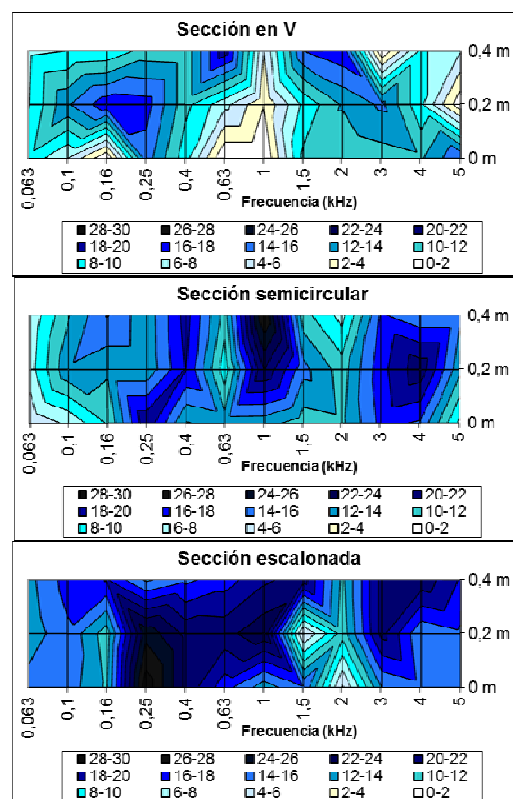 Sección en V
0,4 m
0,2 m
0 m
0,063 0,1 0,16 0,25 0,4 0,63 1 1,5 2 3 4 5
Frecuencia (kHz)
28-30 26-28 24-26 22-24 20-22
18-20 16-18 14-16 12-14 10-12
8-10 6-8 4-6 2-4 0-2
Sección semicircular
0,4 m
0,2 m
0 m
0,063 0,1 0,16 0,25 0,4 0,63 1 1,5 2 3 4 5
Frecuencia (kHz)
28-30 26-28 24-26 22-24 20-22
18-20 16-18 14-16 12-14 10-12
8-10 6-8 4-6 2-4 0-2
Sección escalonada
0,4 m
0,2 m
0 m
0,063 0,1 0,16 0,25 0,4 0,63 1 1,5 2 3 4 5
Frecuencia (kHz)
28-30 26-28 24-26 22-24 20-22
18-20 16-18 14-16 12-14 10-12
8-10 6-8 4-6 2-4 0-2